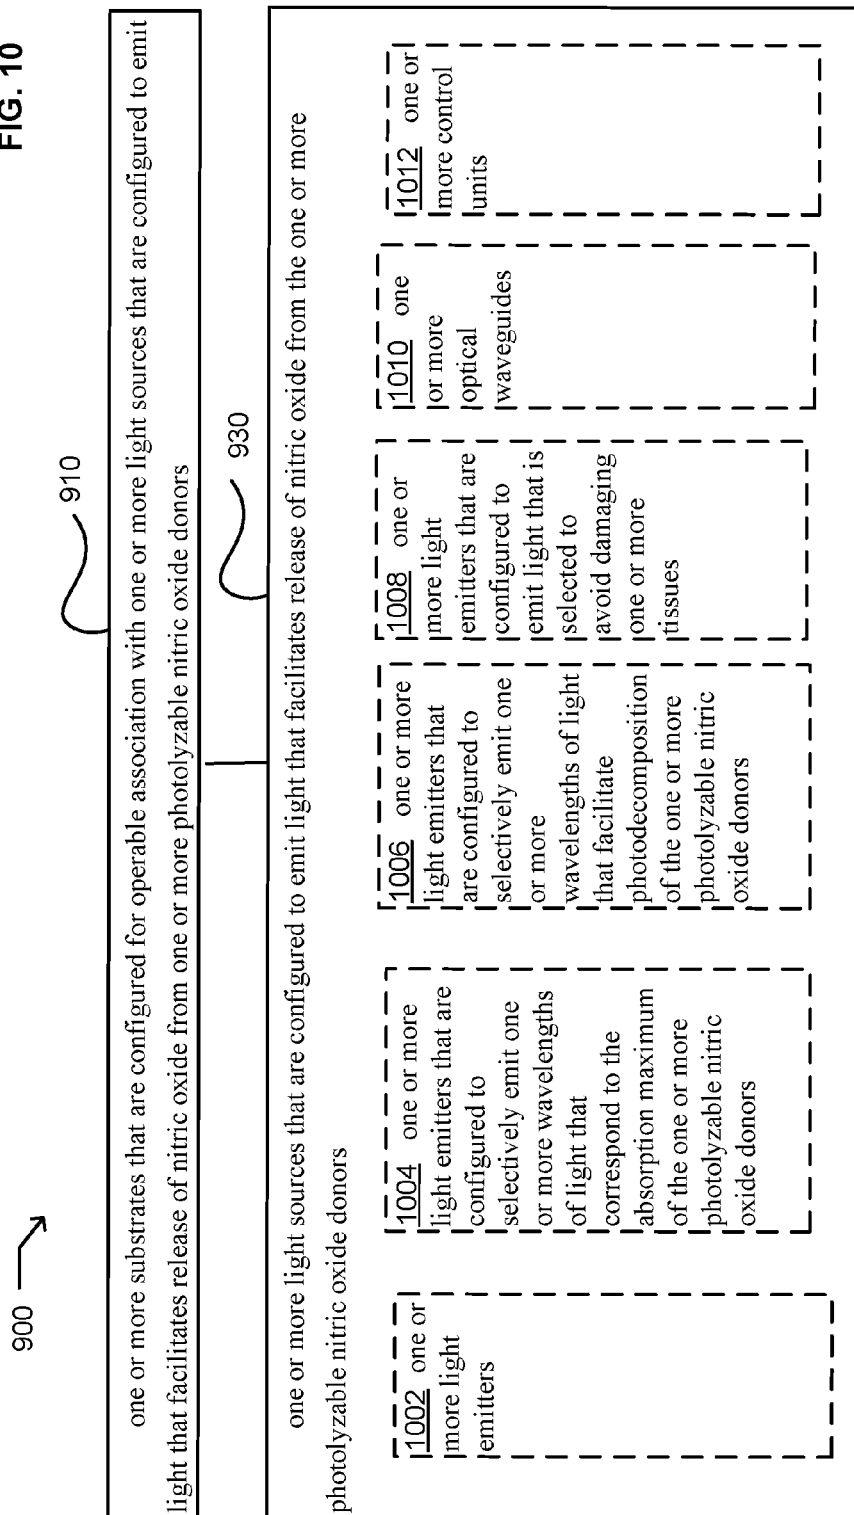 FIG. 10
900
910
one or more substrates that are configured for operable association with one or more light sources that are configured to emit
light that facilitates release of nitric oxide from one or more photolyzable nitric oxide donors
930
one or more light sources that are configured to emit light that facilitates release of nitric oxide from the one or more
photolyzable nitric oxide donors
1002 one or
more light
emitters
1004 one or more
light emitters that are
configured to
selectively emit one
or more wavelengths
of light that
correspond to the
absorption maximum
of the one or more
photolyzable nitric
oxide donors
1006 one or more
light emitters that
are configured to
selectively emit one
or more
wavelengths of light
that facilitate
photodecomposition
of the one or more
photolyzable nitric
oxide donors
1008 one or
more light
emitters that are
configured to
emit light that is
selected to
avoid damaging
one or more
tissues
1010 one
or more
optical
waveguides
1012 one or
more control
units